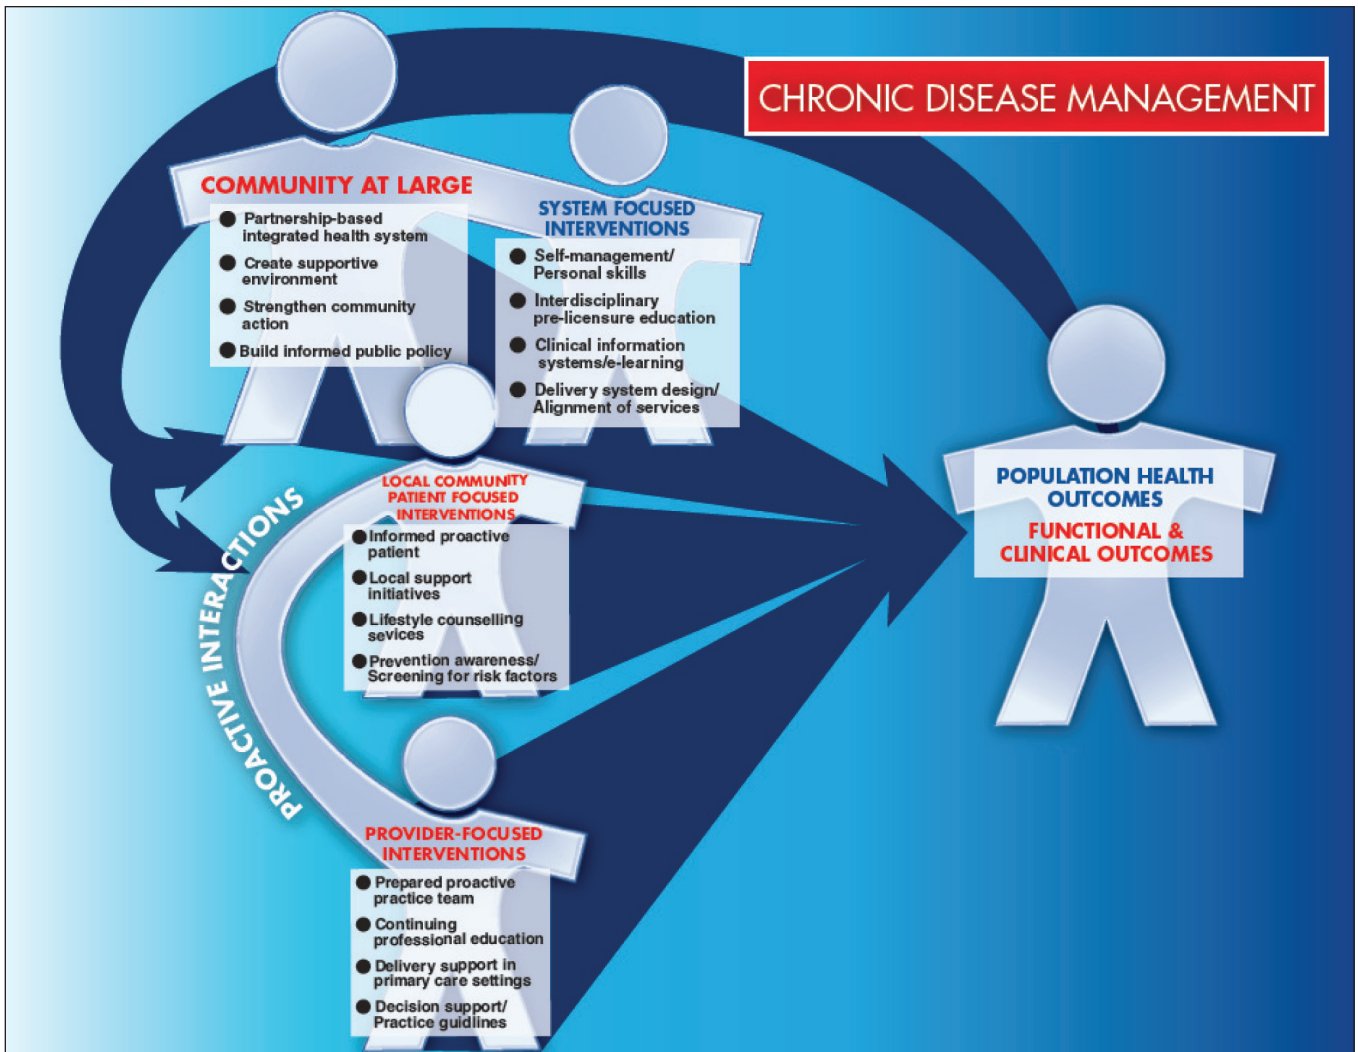 CHRONIC DISEASE MANAGEMENT
COMMUNITY AT LARGE
● Partnership-based
integrated health system
● Create supportive
environment
● Strengthen community
action
● Build informed public policy
SYSTEM FOCUSED
INTERVENTIONS
● Self-management/
Personal skills
● Interdisciplinary
pre-licensure education
● Clinical information
systems/e-learning
● Delivery system design/
Alignment of services
PROACTIVE INTERACTIONS
LOCAL COMMUNITY
PATIENT FOCUSED
INTERVENTIONS
● Informed proactive
patient
● Local support
initiatives
● Lifestyle counselling
sevices
● Prevention awareness/
Screening for risk factors
PROVIDER-FOCUSED
INTERVENTIONS
● Prepared proactive
practice team
● Continuing
professional education
● Delivery support in
primary care settings
● Decision support/
Practice guidlines
POPULATION HEALTH
OUTCOMES
FUNCTIONAL &
CLINICAL OUTCOMES